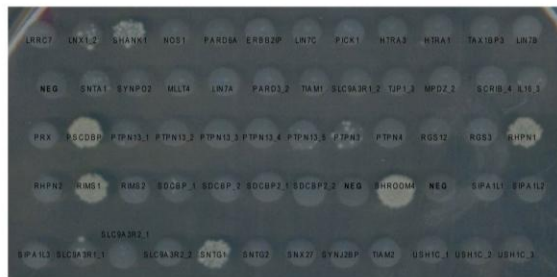 LRRC7 LNX1_2 SHANK1 NOS1 PARD6A ERBB2IP LIN7C PICK1 HTRA3 HTRA1 TAX1BP3 LIN7B
NEG SNTA1 SYNPO2 MLLT4 LIN7A PARD3_2 TIAM1 SLC9A3R1_2 TJP1_3 MPDZ_2 SCRIB_4 IL16_3
PRX PSCDBP PTPN13_1 PTPN13_2 PTPN13_3 PTPN13_4 PTPN13_5 PTPN3 PTPN4 RGS12 RGS3 RHPN1
RHPN2 RIMS1 RIMS2 SDCBP_1 SDCBP_2 SDCBP2_1 SDCBP2_2 NEG SHROOM4 NEG SIPA1L1 SIPA1L2
SLC9A3R2_1
SIPA1L3 SLC9A3R1_1 SLC9A3R2_2 SNTG1 SNTG2 SNX27 SYNJ2BP TIAM2 USH1C_1 USH1C_2 USH1C_3